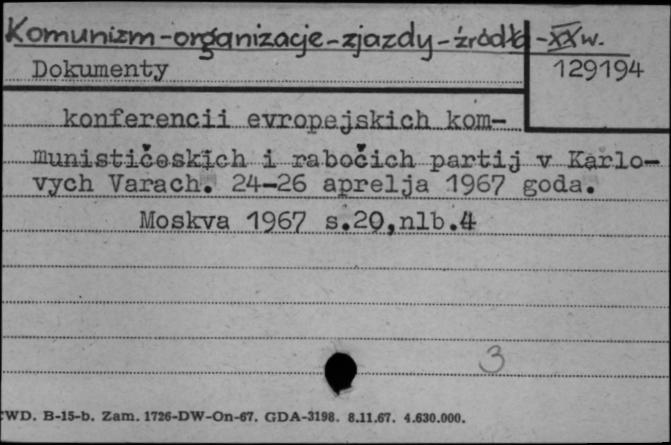 Komunizm-organizacje-zjazdy-źródła-XXw.
Dokumenty
129194
konferencii evropejskich kom-
munističeskich i rabočich partij v Karlo-
vych Varach. 24-26 aprelja 1967 goda.
Moskva 1967 s.20,nlb.4
3
WD. B-15-b. Zam. 1726-DW-On-67. GDA-3198. 8.11.67. 4.630.000.